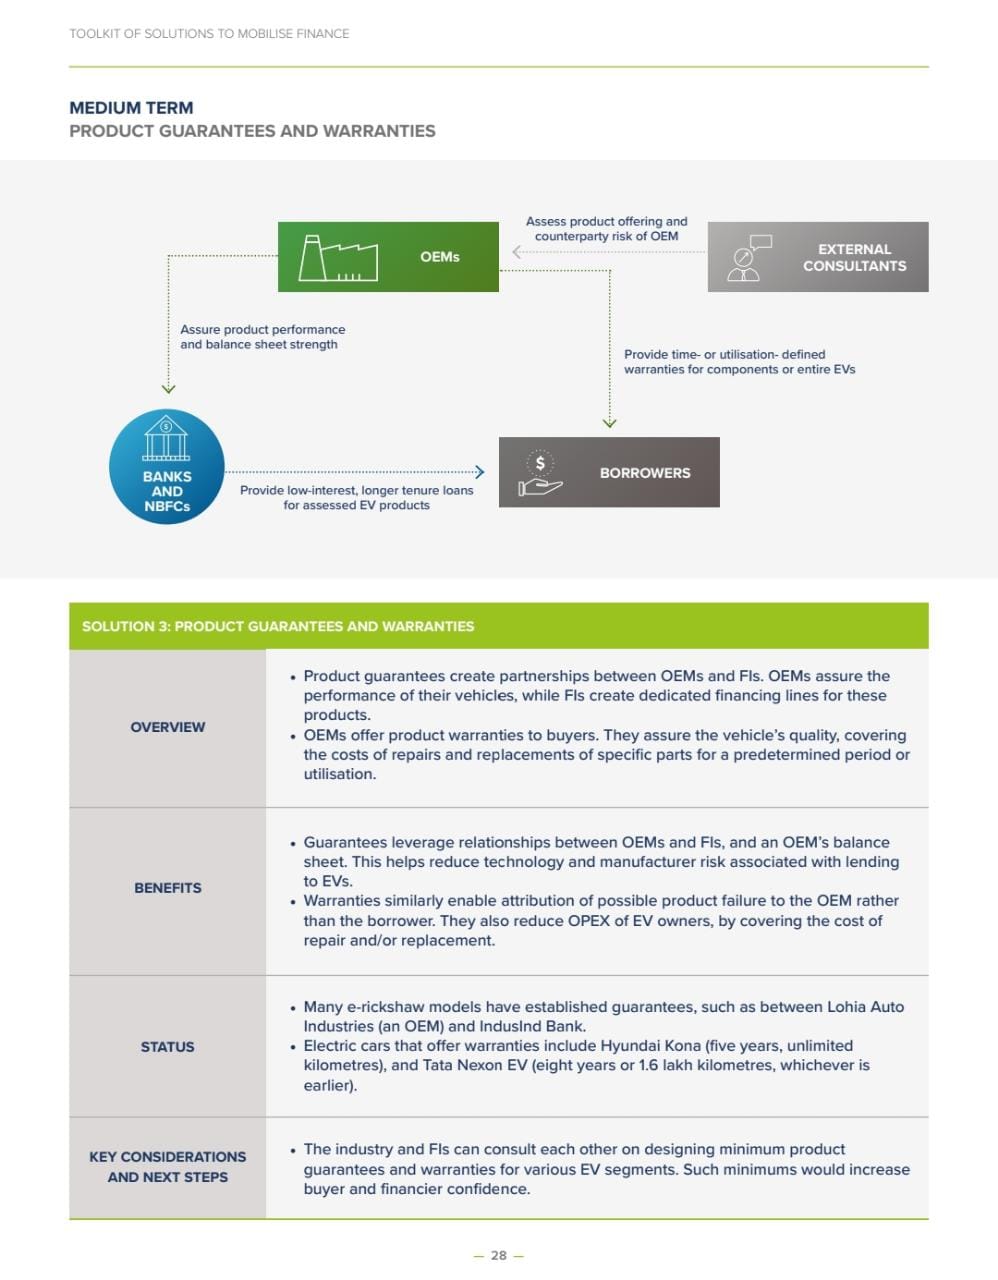 TOOLKIT OF SOLUTIONS TO MOBILISE FINANCE
MEDIUM TERM
PRODUCT GUARANTEES AND WARRANTIES
OEMs
Assess product offering and
counterparty risk of OEM
EXTERNAL
CONSULTANTS
Assure product performance
and balance sheet strength
Provide time- or utilisation- defined
warranties for components or entire EVs
$
BANKS
AND
NBFCs
Provide low-interest, longer tenure loans
for assessed EV products
$
BORROWERS
SOLUTION 3: PRODUCT GUARANTEES AND WARRANTIES
OVERVIEW
• Product guarantees create partnerships between OEMs and FIs. OEMs assure the
performance of their vehicles, while FIs create dedicated financing lines for these
products.
• OEMs offer product warranties to buyers. They assure the vehicle's quality, covering
the costs of repairs and replacements of specific parts for a predetermined period or
utilisation.
BENEFITS
• Guarantees leverage relationships between OEMs and FIs, and an OEM's balance
sheet. This helps reduce technology and manufacturer risk associated with lending
to EVs.
• Warranties similarly enable attribution of possible product failure to the OEM rather
than the borrower. They also reduce OPEX of EV owners, by covering the cost of
repair and/or replacement.
STATUS
• Many e-rickshaw models have established guarantees, such as between Lohia Auto
Industries (an OEM) and IndusInd Bank.
• Electric cars that offer warranties include Hyundai Kona (five years, unlimited
kilometres), and Tata Nexon EV (eight years or 1.6 lakh kilometres, whichever is
earlier).
KEY CONSIDERATIONS
AND NEXT STEPS
• The industry and FIs can consult each other on designing minimum product
guarantees and warranties for various EV segments. Such minimums would increase
buyer and financier confidence.
— 28 —